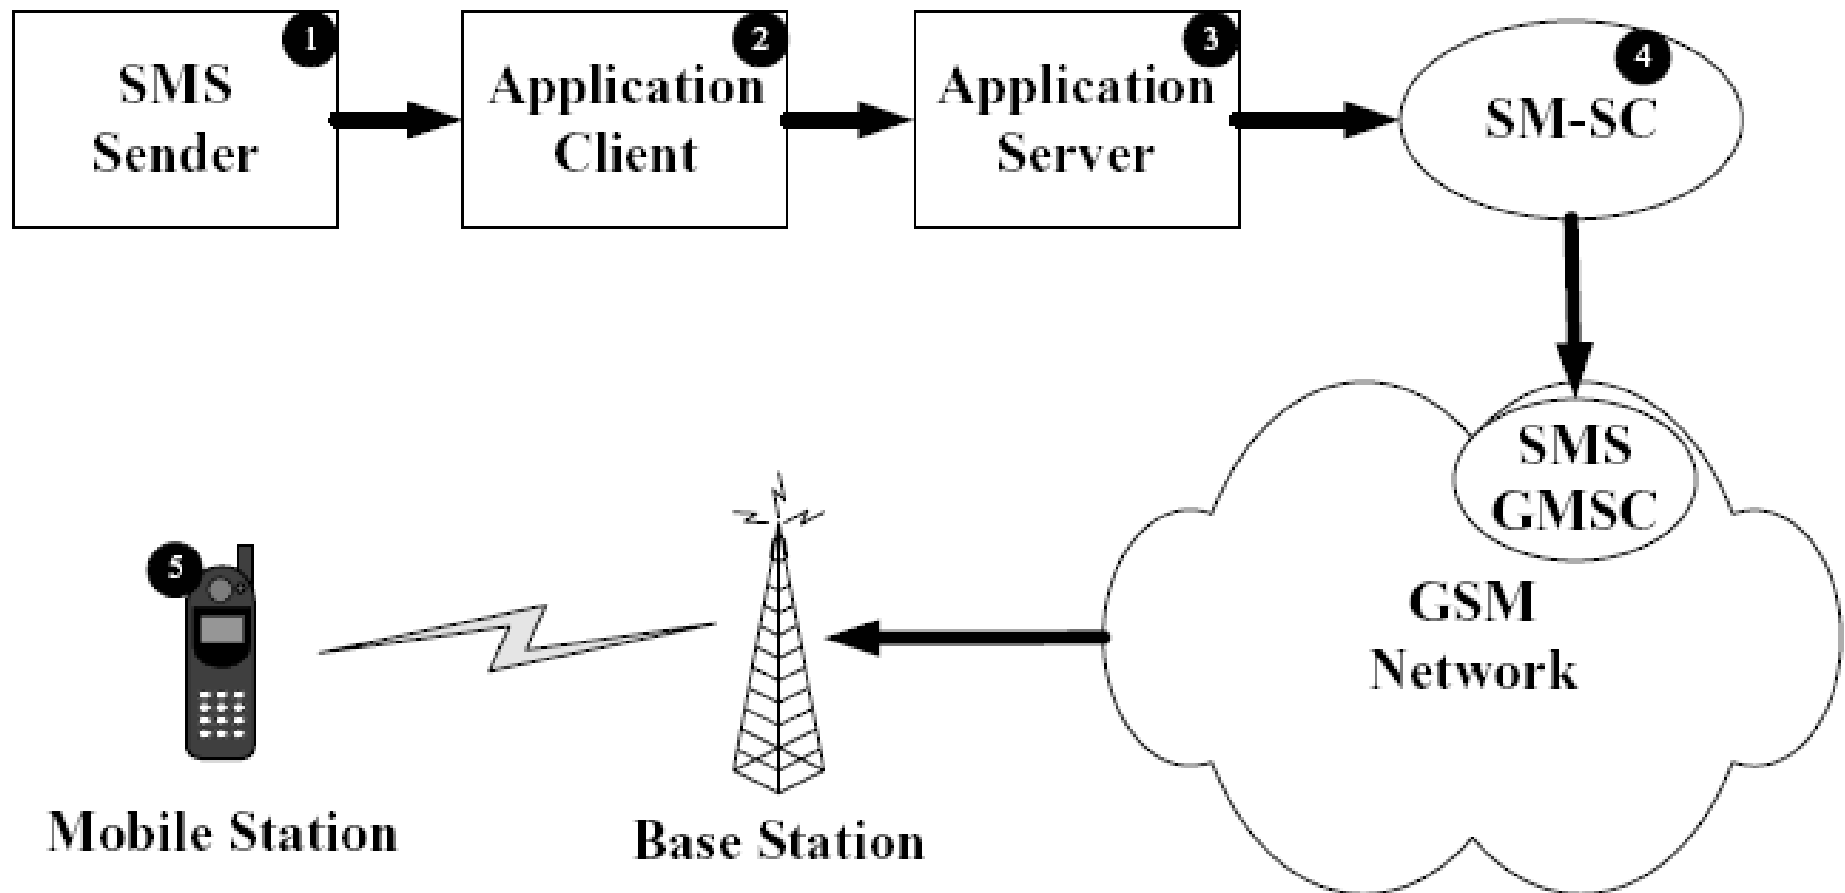 1
SMS
Sender
2
Application
Client
3
Application
Server
4
SM-SC
SMS
GMSC
GSM
Network
5
Mobile Station
Base Station